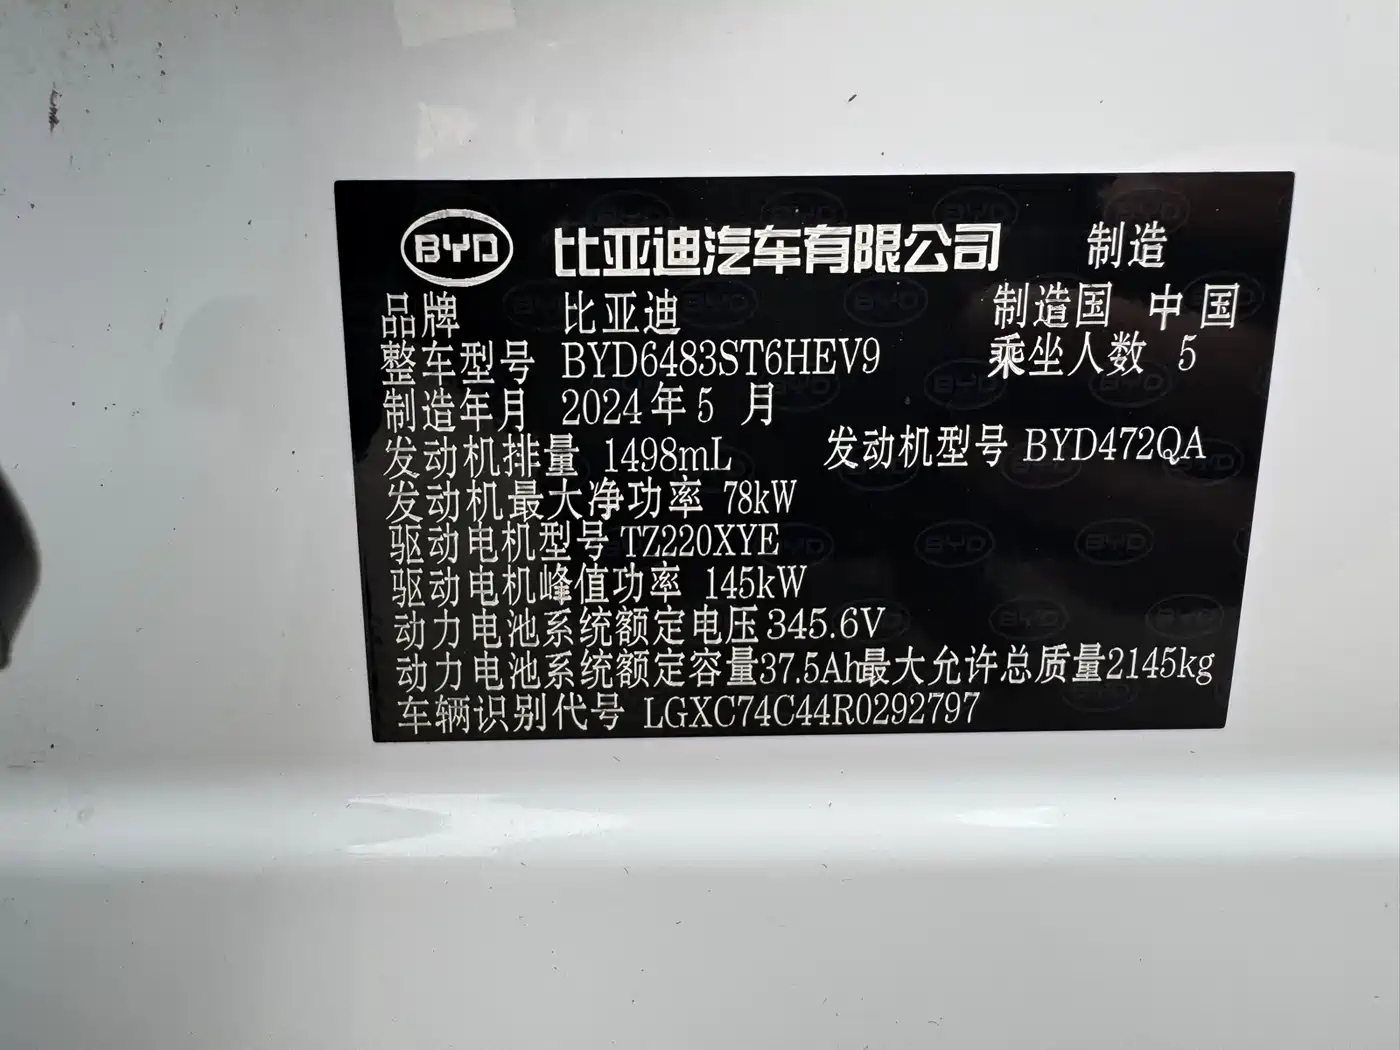 BYD 比亚迪汽车有限公司 制造
品牌 比亚迪 制造国 中国
整车型号 BYD6483ST6HEV9 乘坐人数 5
制造年月 2024年5月
发动机排量 1498mL 发动机型号 BYD472QA
发动机最大净功率 78kW
驱动电机型号 TZ220XYE
驱动电机峰值功率 145kW
动力电池系统额定电压 345.6V
动力电池系统额定容量37.5Ah最大允许总质量2145kg
车辆识别代号 LGXC74C44R0292797